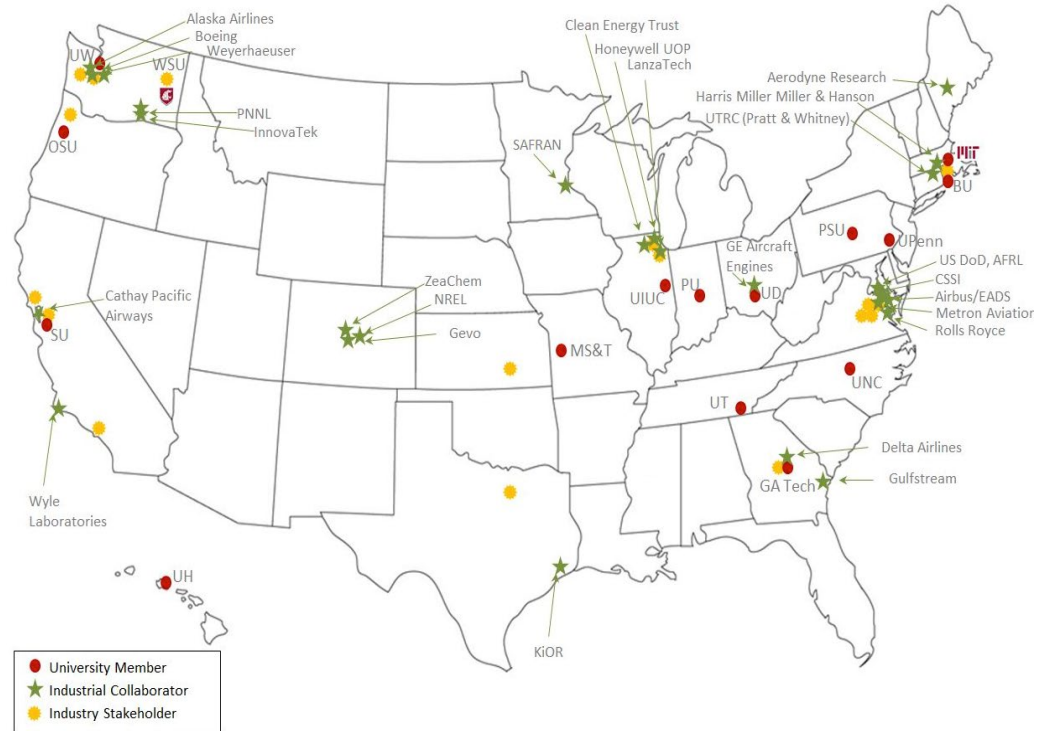 Alaska Airlines
Boeing
Weyerhaeuser
UW
WSU
PNNL
InnovaTek
OSU
Clean Energy Trust
Honeywell UOP
LanzaTech
SAFRAN
Aerodyne Research
Harris Miller Miller & Hanson
UTRC (Pratt & Whitney)
MIT
BU
PSU
UPenn
GE Aircraft
Engines
UD
PU
UIUC
US DoD, AFRL
CSSI
Airbus/EADS
Metron Aviatior
Rolls Royce
Cathay Pacific
Airways
SU
ZeaChem
NREL
Gevo
MS&T
UNC
UT
Delta Airlines
GA Tech
Gulfstream
Wyle
Laboratories
UH
KiOR
University Member
Industrial Collaborator
Industry Stakeholder